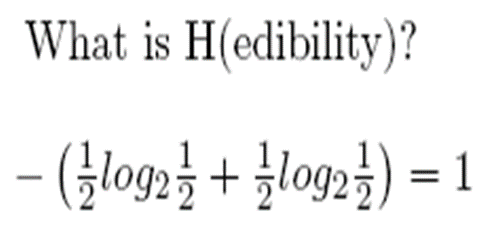 What is H(edibility)?
− (½log₂½ + ½log₂½) = 1